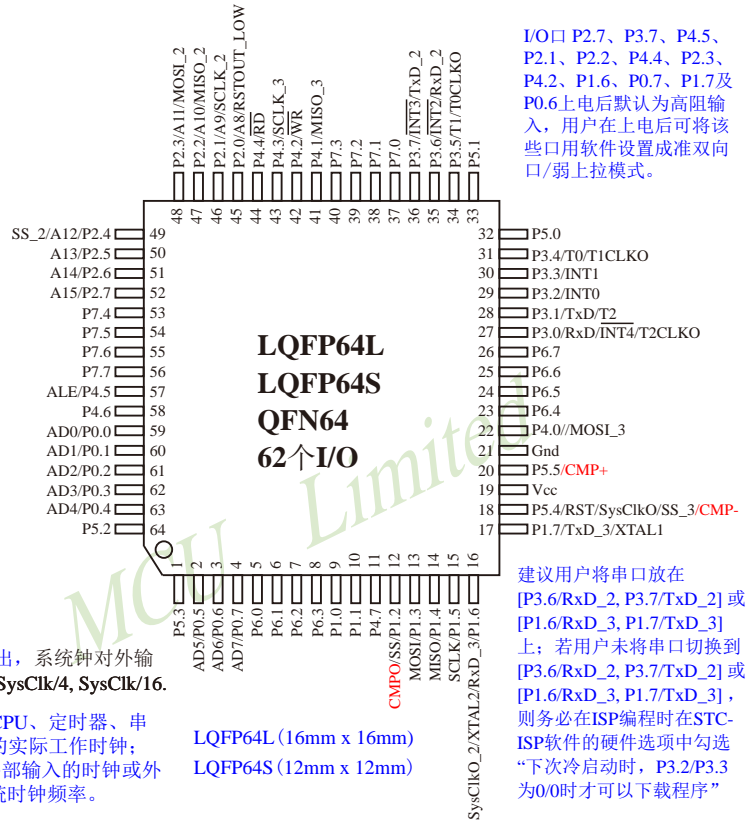 I/O口 P2.7、P3.7、P4.5、
P2.1、P2.2、P4.4、P2.3、
P4.2、P1.6、P0.7、P1.7及
P0.6上电后默认为高阻输
入，用户在上电后可将该
些口用软件设置成准双向
口/弱上拉模式。
P2.3/A11/MOSI_2
P2.2/A10/MISO_2
P2.1/A9/SCLK_2
P2.0/A8/RSTOUT_LOW
P4.4/RD
P4.3/SCLK_3
P4.2/WR
P4.1/MISO_3
P7.3
P7.2
P7.1
P7.0
P3.7/INT3/TxD_2
P3.6/INT2/RxD_2
P3.5/T1/T0CLKO
P5.1
48 47 46 45 44 43 42 41 40 39 38 37 36 35 34 33
SS_2/A12/P2.4 49
A13/P2.5 50
A14/P2.6 51
A15/P2.7 52
P7.4 53
P7.5 54
P7.6 55
P7.7 56
ALE/P4.5 57
P4.6 58
AD0/P0.0 59
AD1/P0.1 60
AD2/P0.2 61
AD3/P0.3 62
AD4/P0.4 63
P5.2 64
LQFP64L
LQFP64S
QFN64
62个I/O
MCU Limited
32 P5.0
31 P3.4/T0/T1CLKO
30 P3.3/INT1
29 P3.2/INT0
28 P3.1/TxD/T2
27 P3.0/RxD/INT4/T2CLKO
26 P6.7
25 P6.6
24 P6.5
23 P6.4
22 P4.0//MOSI_3
21 Gnd
20 P5.5/CMP+
19 Vcc
18 P5.4/RST/SysClkO/SS_3/CMP-
17 P1.7/TxD_3/XTAL1
1 2 3 4 5 6 7 8 9 10 11 12 13 14 15 16
P5.3
AD5/P0.5
AD6/P0.6
AD7/P0.7
P6.0
P6.1
P6.2
P6.3
P1.0
P1.1
P4.7
CMPO/SS/P1.2
MOSI/P1.3
MISO/P1.4
SCLK/P1.5
SysClkO_2/XTAL2/RxD_3/P1.6
出，系统钟对外输
SysClk/4, SysClk/16.
CPU、定时器、串
的实际工作时钟；
部输入的时钟或外
统时钟频率。
LQFP64L(16mm x 16mm)
LQFP64S(12mm x 12mm)
建议用户将串口放在
[P3.6/RxD_2, P3.7/TxD_2] 或
[P1.6/RxD_3, P1.7/TxD_3]
上；若用户未将串口切换到
[P3.6/RxD_2, P3.7/TxD_2] 或
[P1.6/RxD_3, P1.7/TxD_3]，
则务必在ISP编程时在STC-
ISP软件的硬件选项中勾选
“下次冷启动时，P3.2/P3.3
为0/0时才可以下载程序”